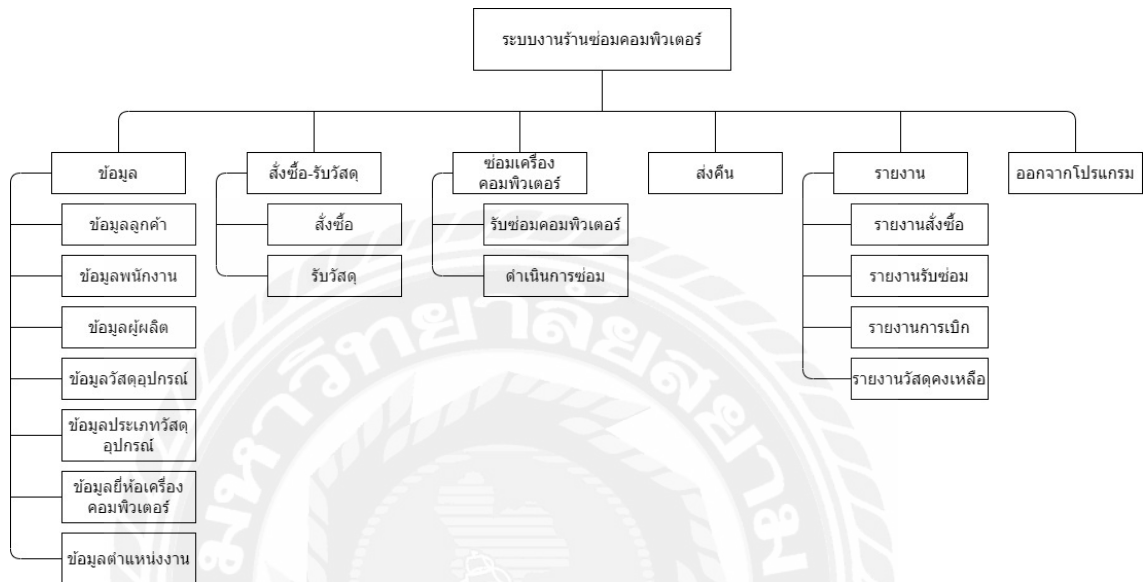 ระบบงานร้านซ่อมคอมพิวเตอร์
ข้อมูล
สั่งซื้อ-รับวัสดุ
ซ่อมเครื่อง
คอมพิวเตอร์
ส่งคืน
รายงาน
ออกจากโปรแกรม
ข้อมูลลูกค้า
ข้อมูลพนักงาน
ข้อมูลผู้ผลิต
ข้อมูลวัสดุอุปกรณ์
ข้อมูลประเภทวัสดุ
อุปกรณ์
ข้อมูลยี่ห้อเครื่อง
คอมพิวเตอร์
ข้อมูลตำแหน่งงาน
สั่งซื้อ
รับวัสดุ
รับซ่อมคอมพิวเตอร์
ดำเนินการซ่อม
รายงานสั่งซื้อ
รายงานรับซ่อม
รายงานการเบิก
รายงานวัสดุคงเหลือ
มหาวิทยาลัยสยาม